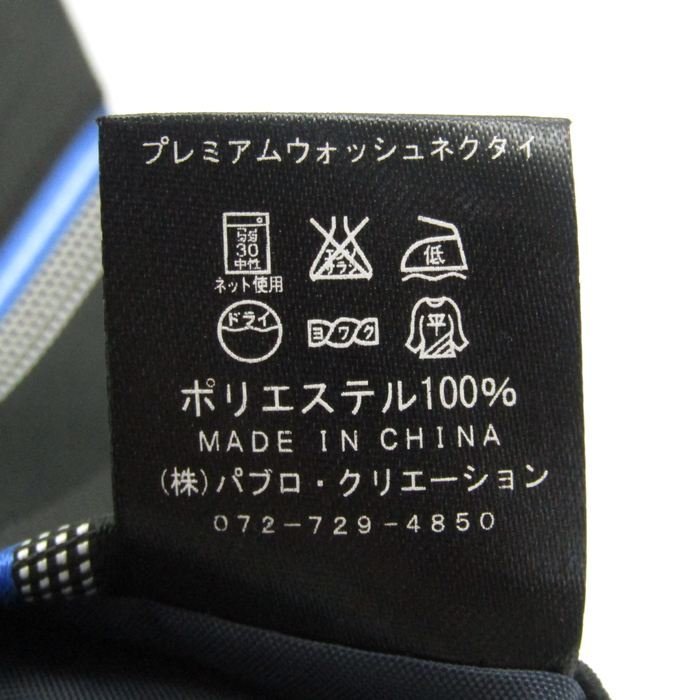 プレミアムウォッシュネクタイ
弱
30
中性
エンソ
サラシ
低
ネット使用
ドライ
ヨワク
平
ポリエステル100%
MADE IN CHINA
(株)パブロ・クリエーション
072-729-4850